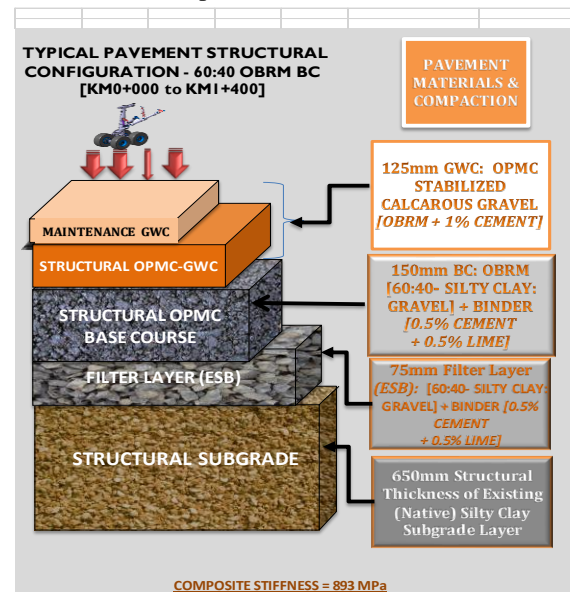 TYPICAL PAVEMENT STRUCTURAL
CONFIGURATION - 60:40 OBRM BC
[KM0+000 to KM1+400]
PAVEMENT
MATERIALS &
COMPACTION
MAINTENANCE GWC
STRUCTURAL OPMC-GWC
STRUCTURAL OPMC
BASE COURSE
FILTER LAYER (ESB)
STRUCTURAL SUBGRADE
125mm GWC: OPMC
STABILIZED
CALCAROUS GRAVEL
[OBRM + 1% CEMENT]
150mm BC: OBRM
[60:40- SILTY CLAY:
GRAVEL] + BINDER
[0.5% CEMENT
+ 0.5% LIME]
75mm Filter Layer
(ESB): [60:40- SILTY CLAY:
GRAVEL] + BINDER [0.5%
CEMENT
+ 0.5% LIME]
650mm Structural
Thickness of Existing
(Native) Silty Clay
Subgrade Layer
COMPOSITE STIFFNESS = 893 MPa